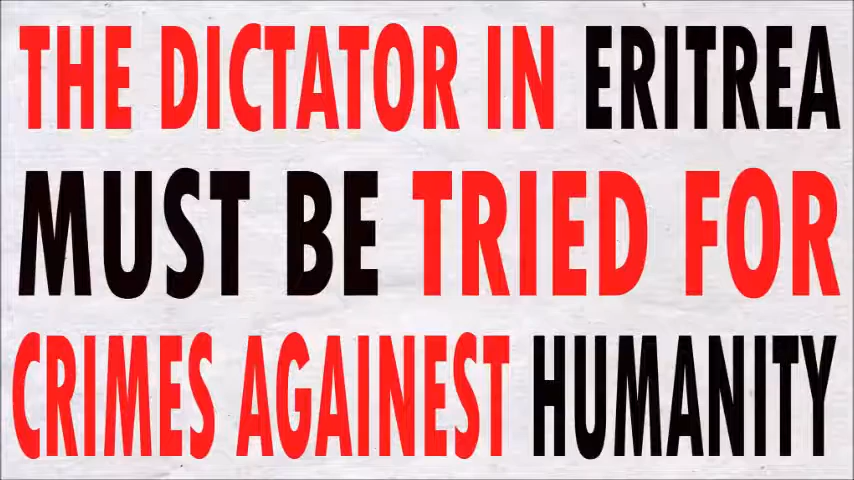 THE DICTATOR IN ERITREA
MUST BE TRIED FOR
CRIMES AGAINEST HUMANITY